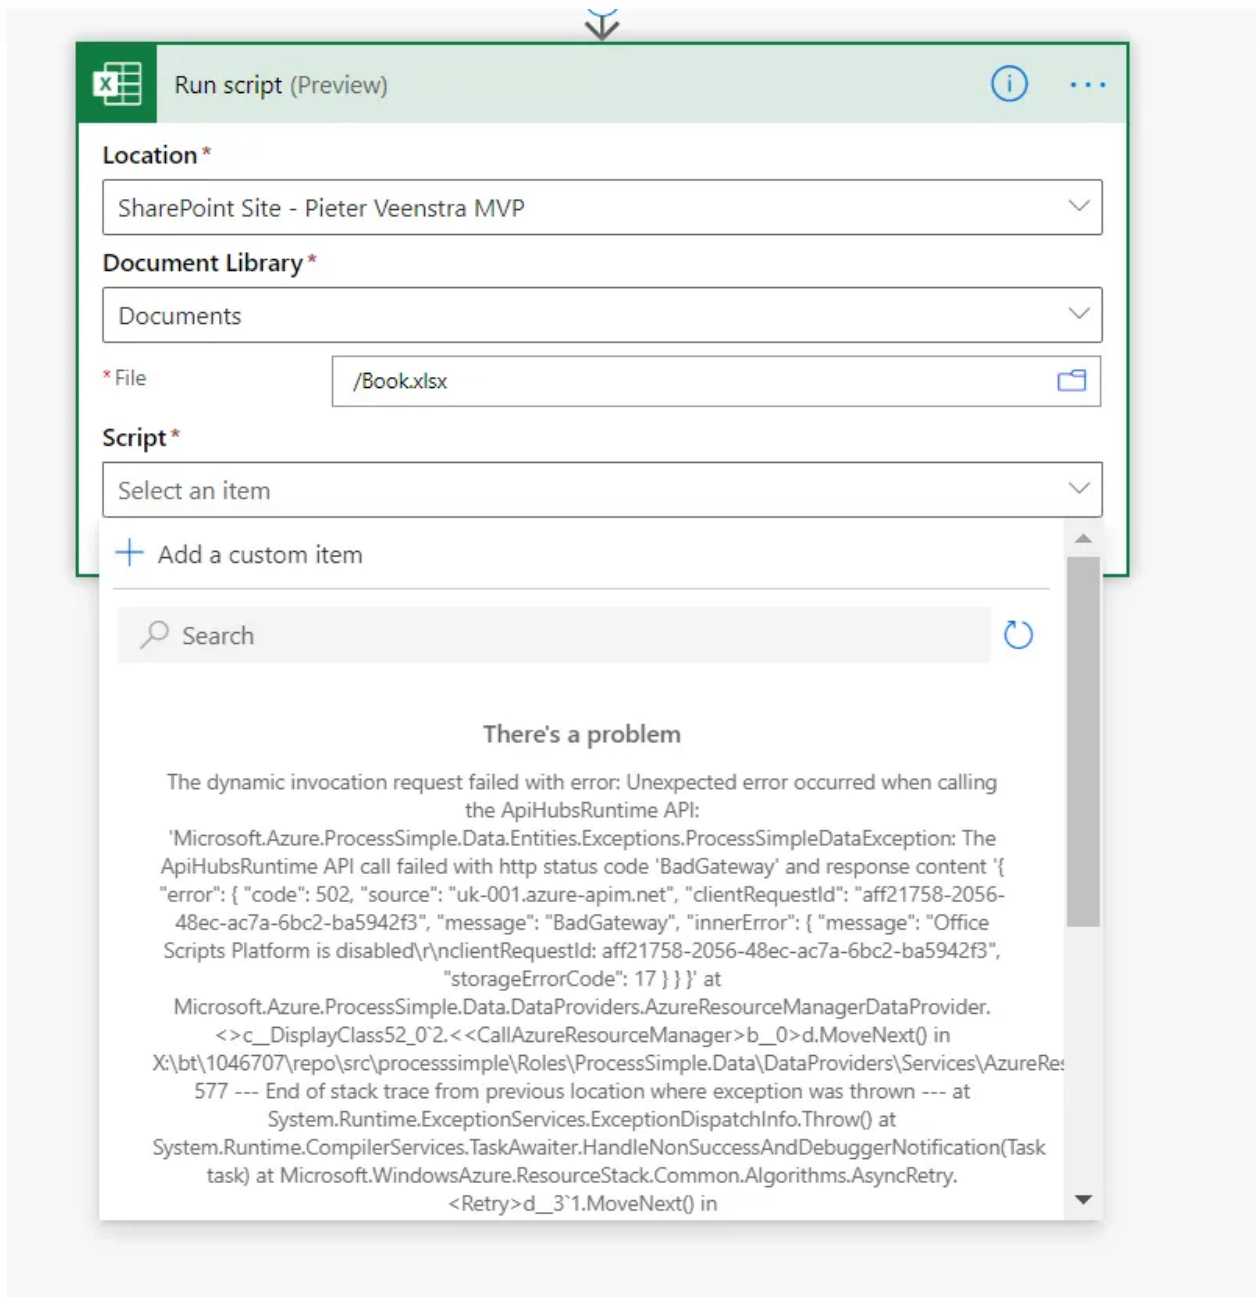 Run script (Preview)
Location *
SharePoint Site - Pieter Veenstra MVP
Document Library *
Documents
* File
/Book.xlsx
Script *
Select an item
Add a custom item
Search
There's a problem
The dynamic invocation request failed with error: Unexpected error occurred when calling
the ApiHubsRuntime API:
'Microsoft.Azure.ProcessSimple.Data.Entities.Exceptions.ProcessSimpleDataException: The
ApiHubsRuntime API call failed with http status code 'BadGateway' and response content '{
"error": { "code": 502, "source": "uk-001.azure-apim.net", "clientRequestId": "aff21758-2056-
48ec-ac7a-6bc2-ba5942f3", "message": "BadGateway", "innerError": { "message": "Office
Scripts Platform is disabled\r\nclientRequestId: aff21758-2056-48ec-ac7a-6bc2-ba5942f3",
"storageErrorCode": 17 } } }' at
Microsoft.Azure.ProcessSimple.Data.DataProviders.AzureResourceManagerDataProvider.
<>c__DisplayClass52_0`2.<<CallAzureResourceManager>b__0>d.MoveNext() in
X:\bt\1046707\repo\src\processsimple\Roles\ProcessSimple.Data\DataProviders\Services\AzureRes
577 --- End of stack trace from previous location where exception was thrown --- at
System.Runtime.ExceptionServices.ExceptionDispatchInfo.Throw() at
System.Runtime.CompilerServices.TaskAwaiter.HandleNonSuccessAndDebuggerNotification(Task
task) at Microsoft.WindowsAzure.ResourceStack.Common.Algorithms.AsyncRetry.
<Retry>d__3`1.MoveNext() in